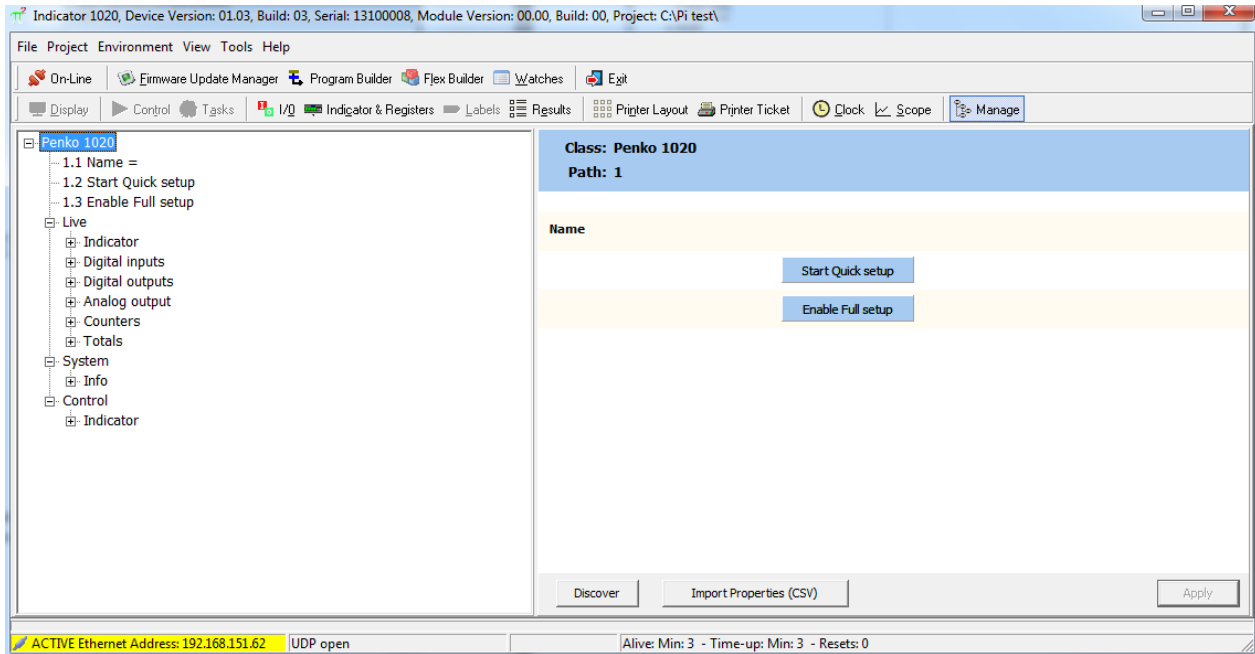 Indicator 1020, Device Version: 01.03, Build: 03, Serial: 13100008, Module Version: 00.00, Build: 00, Project: C:\Pi test\
File Project Environment View Tools Help
On-Line Firmware Update Manager Program Builder Flex Builder Watches Exit
Display Control Tasks I/O Indicator & Registers Labels Results Printer Layout Printer Ticket Clock Scope Manage
Penko 1020
1.1 Name =
1.2 Start Quick setup
1.3 Enable Full setup
Live
Indicator
Digital inputs
Digital outputs
Analog output
Counters
Totals
System
Info
Control
Indicator
Class: Penko 1020
Path: 1
Name
Start Quick setup
Enable Full setup
Discover Import Properties (CSV) Apply
ACTIVE Ethernet Address: 192.168.151.62 UDP open Alive: Min: 3 - Time-up: Min: 3 - Resets: 0